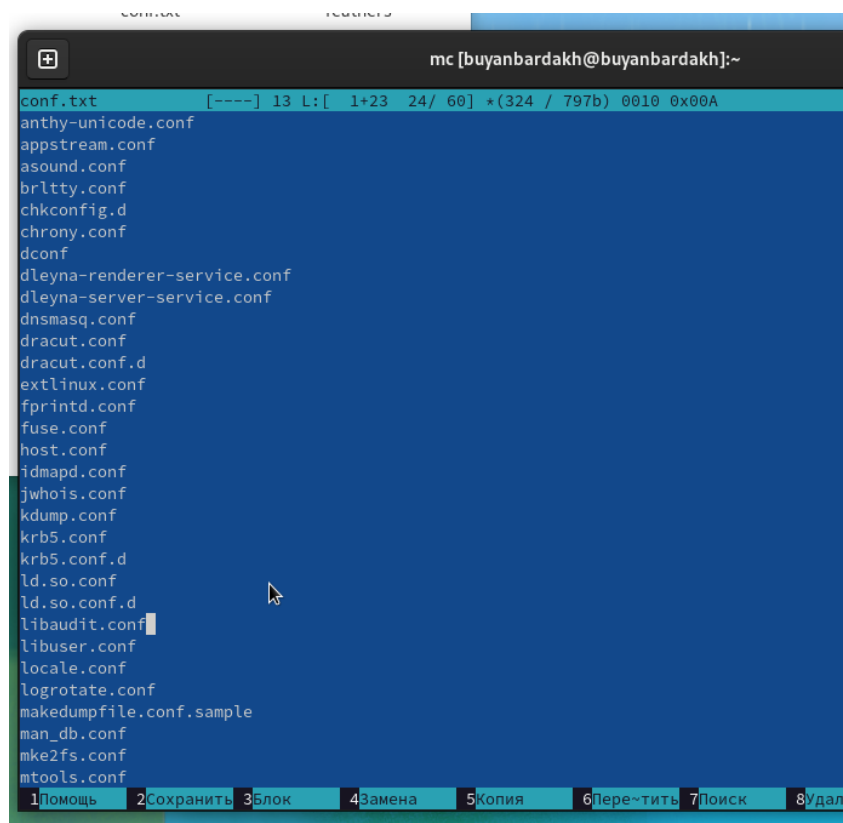 mc [buyanbardakh@buyanbardakh]:~
conf.txt [----] 13 L:[ 1+23 24/ 60] *(324 / 797b) 0010 0x00A
anthy-unicode.conf
appstream.conf
asound.conf
brltty.conf
chkconfig.d
chrony.conf
dconf
dleyna-renderer-service.conf
dleyna-server-service.conf
dnsmasq.conf
dracut.conf
dracut.conf.d
extlinux.conf
fprintd.conf
fuse.conf
host.conf
idmapd.conf
jwhois.conf
kdump.conf
krb5.conf
krb5.conf.d
ld.so.conf
ld.so.conf.d
libaudit.conf
libuser.conf
locale.conf
logrotate.conf
makedumpfile.conf.sample
man_db.conf
mke2fs.conf
mtools.conf
1Помощь 2Сохранить 3Блок 4Замена 5Копия 6Пере~тить 7Поиск 8Удал